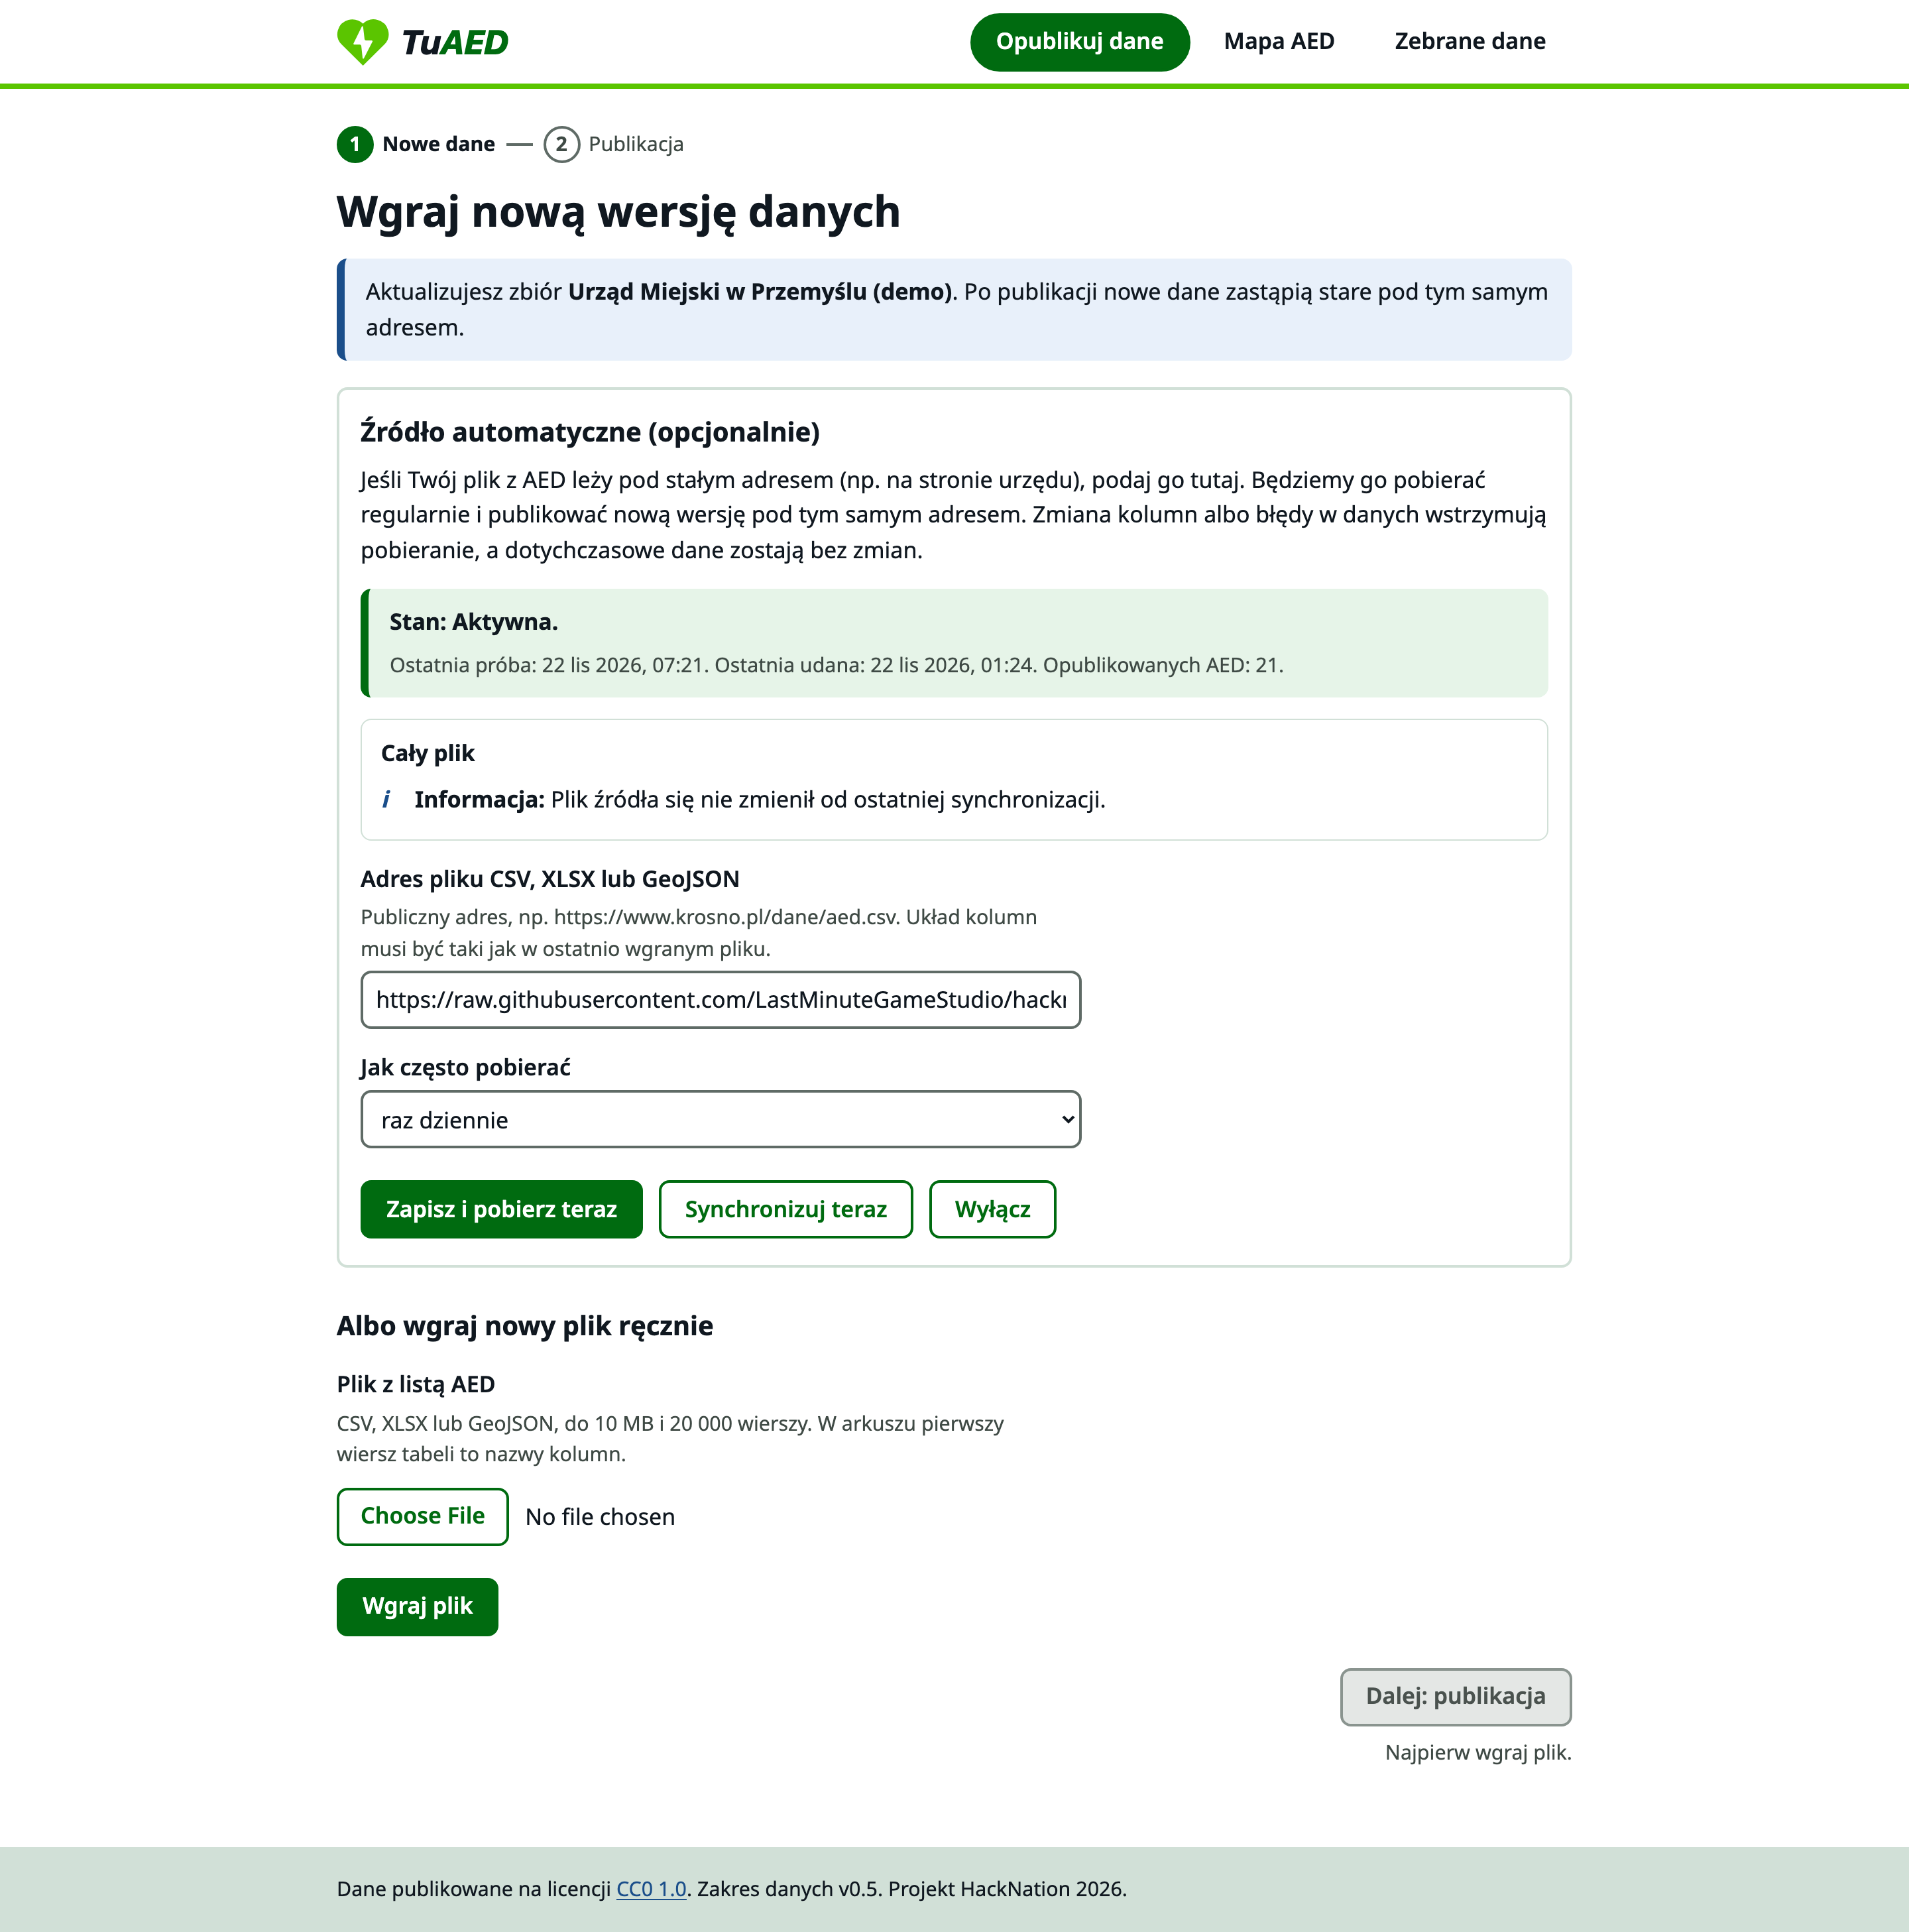 TuAED
Opublikuj dane
Mapa AED
Zebrane dane
1 Nowe dane — 2 Publikacja
Wgraj nową wersję danych
Aktualizujesz zbiór Urząd Miejski w Przemyślu (demo). Po publikacji nowe dane zastąpią stare pod tym samym
adresem.
Źródło automatyczne (opcjonalnie)
Jeśli Twój plik z AED leży pod stałym adresem (np. na stronie urzędu), podaj go tutaj. Będziemy go pobierać
regularnie i publikować nową wersję pod tym samym adresem. Zmiana kolumn albo błędy w danych wstrzymują
pobieranie, a dotychczasowe dane zostają bez zmian.
Stan: Aktywna.
Ostatnia próba: 22 lis 2026, 07:21. Ostatnia udana: 22 lis 2026, 01:24. Opublikowanych AED: 21.
Cały plik
i Informacja: Plik źródła się nie zmienił od ostatniej synchronizacji.
Adres pliku CSV, XLSX lub GeoJSON
Publiczny adres, np. https://www.krosno.pl/dane/aed.csv. Układ kolumn
musi być taki jak w ostatnio wgranym pliku.
https://raw.githubusercontent.com/LastMinuteGameStudio/hack
Jak często pobierać
raz dziennie
Zapisz i pobierz teraz
Synchronizuj teraz
Wyłącz
Albo wgraj nowy plik ręcznie
Plik z listą AED
CSV, XLSX lub GeoJSON, do 10 MB i 20 000 wierszy. W arkuszu pierwszy
wiersz tabeli to nazwy kolumn.
Choose File No file chosen
Wgraj plik
Dalej: publikacja
Najpierw wgraj plik.
Dane publikowane na licencji CC0 1.0. Zakres danych v0.5. Projekt HackNation 2026.